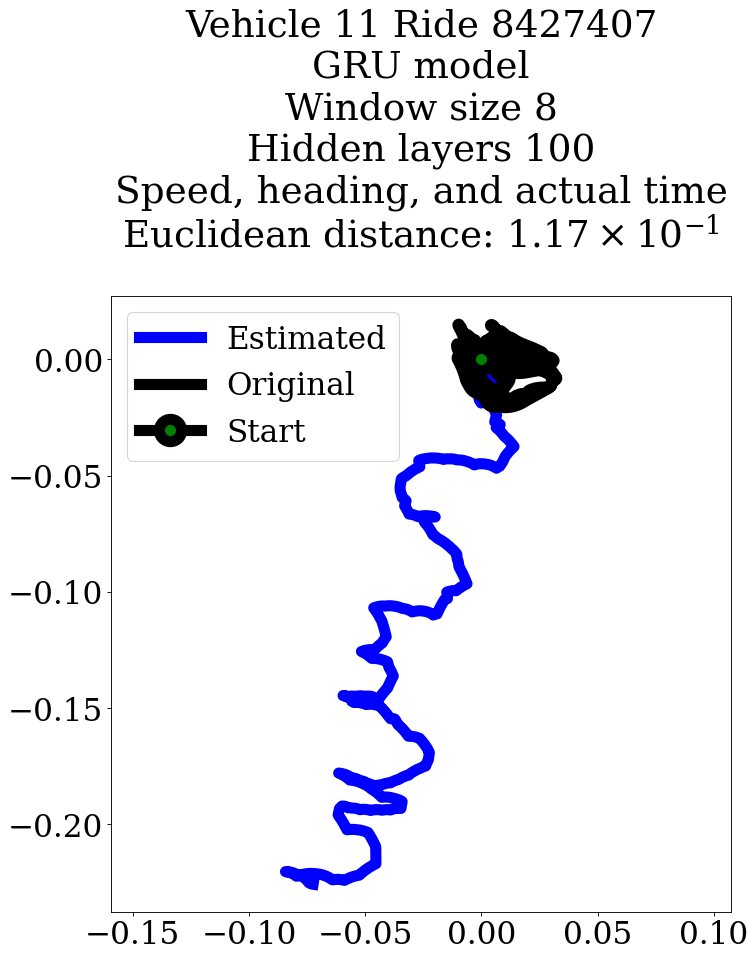 Vehicle 11 Ride 8427407
GRU model
Window size 8
Hidden layers 100
Speed, heading, and actual time
Euclidean distance: 1.17 × 10⁻¹
Estimated
Original
Start
0.00
−0.05
−0.10
−0.15
−0.20
−0.15 −0.10 −0.05 0.00 0.05 0.10